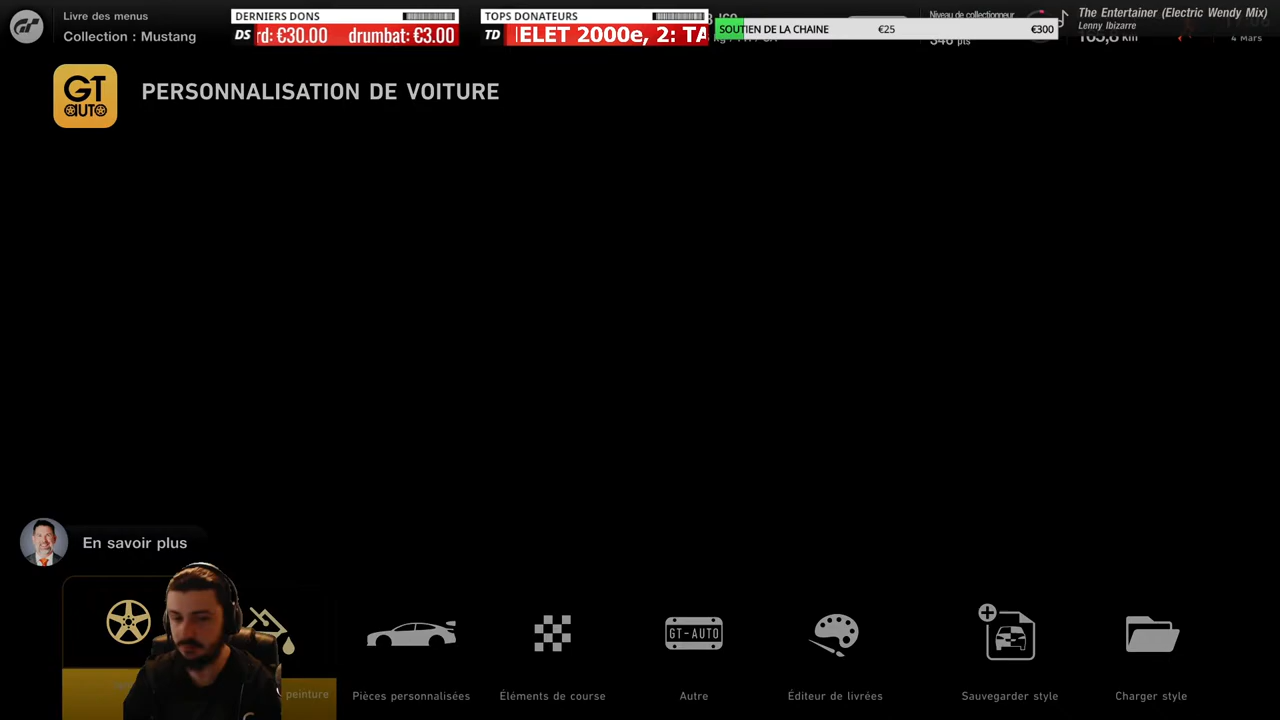 Livre des menus
Collection : Mustang
DERNIERS DONS
DS
rd: €30.00 drumbat: €3.00
TOPS DONATEURS
TD
ELET 2000e, 2: TA
SOUTIEN DE LA CHAINE €25 €300
Niveau de collectionneur
346 pts
The Entertainer (Electric Wendy Mix)
Lenny Ibizarre
4 Mars
GT AUTO
PERSONNALISATION DE VOITURE
En savoir plus
peinture
Pièces personnalisées
Éléments de course
GT-AUTO
Autre
Éditeur de livrées
Sauvegarder style
Charger style